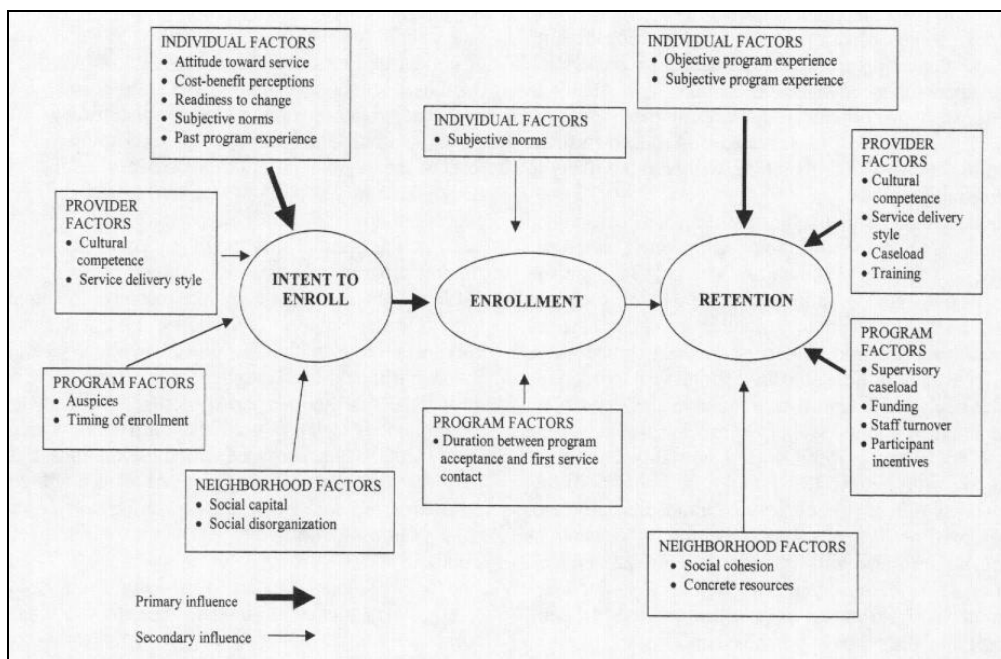 INDIVIDUAL FACTORS
• Attitude toward service
• Cost-benefit perceptions
• Readiness to change
• Subjective norms
• Past program experience
INDIVIDUAL FACTORS
• Subjective norms
INDIVIDUAL FACTORS
• Objective program experience
• Subjective program experience
PROVIDER
FACTORS
• Cultural
competence
• Service delivery style
PROVIDER
FACTORS
• Cultural
competence
• Service delivery
style
• Caseload
• Training
INTENT TO
ENROLL
ENROLLMENT
RETENTION
PROGRAM FACTORS
• Auspices
• Timing of enrollment
PROGRAM FACTORS
• Duration between program
acceptance and first service
contact
PROGRAM
FACTORS
• Supervisory
caseload
• Funding
• Staff turnover
• Participant
incentives
NEIGHBORHOOD FACTORS
• Social capital
• Social disorganization
NEIGHBORHOOD FACTORS
• Social cohesion
• Concrete resources
Primary influence
Secondary influence